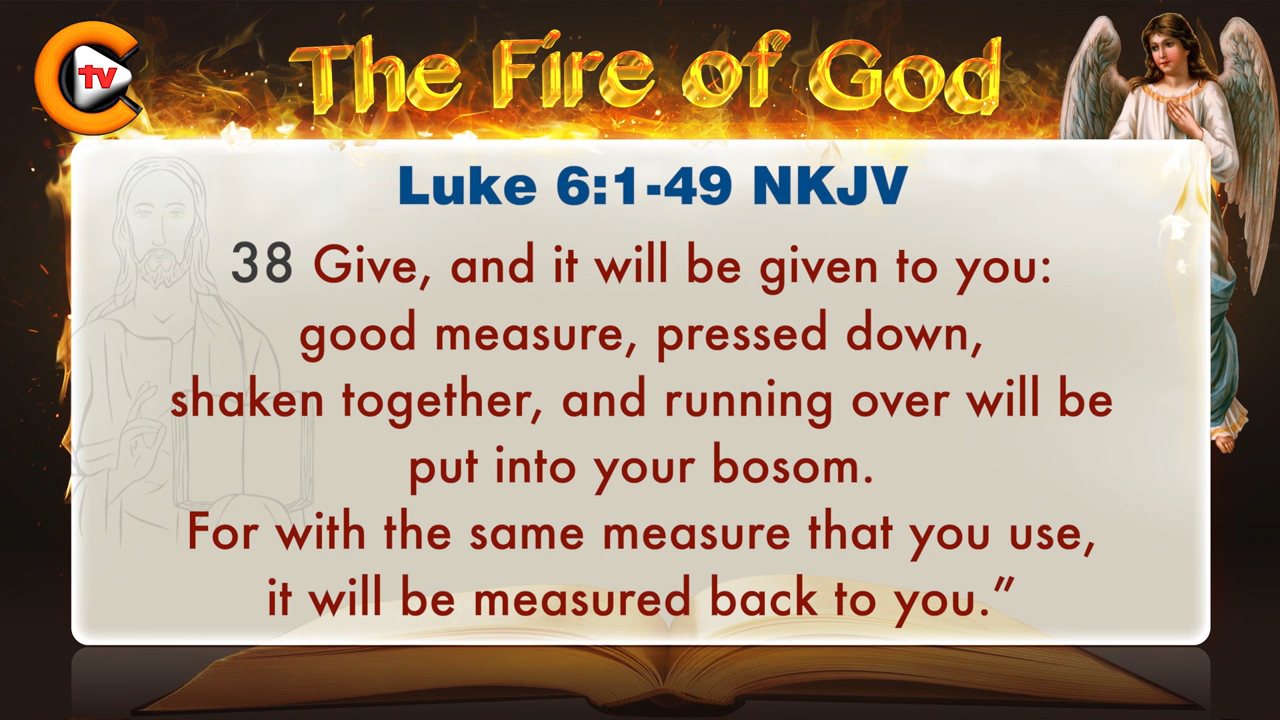 tv
The Fire of God
Luke 6:1-49 NKJV
38 Give, and it will be given to you:
good measure, pressed down,
shaken together, and running over will be
put into your bosom.
For with the same measure that you use,
it will be measured back to you.”